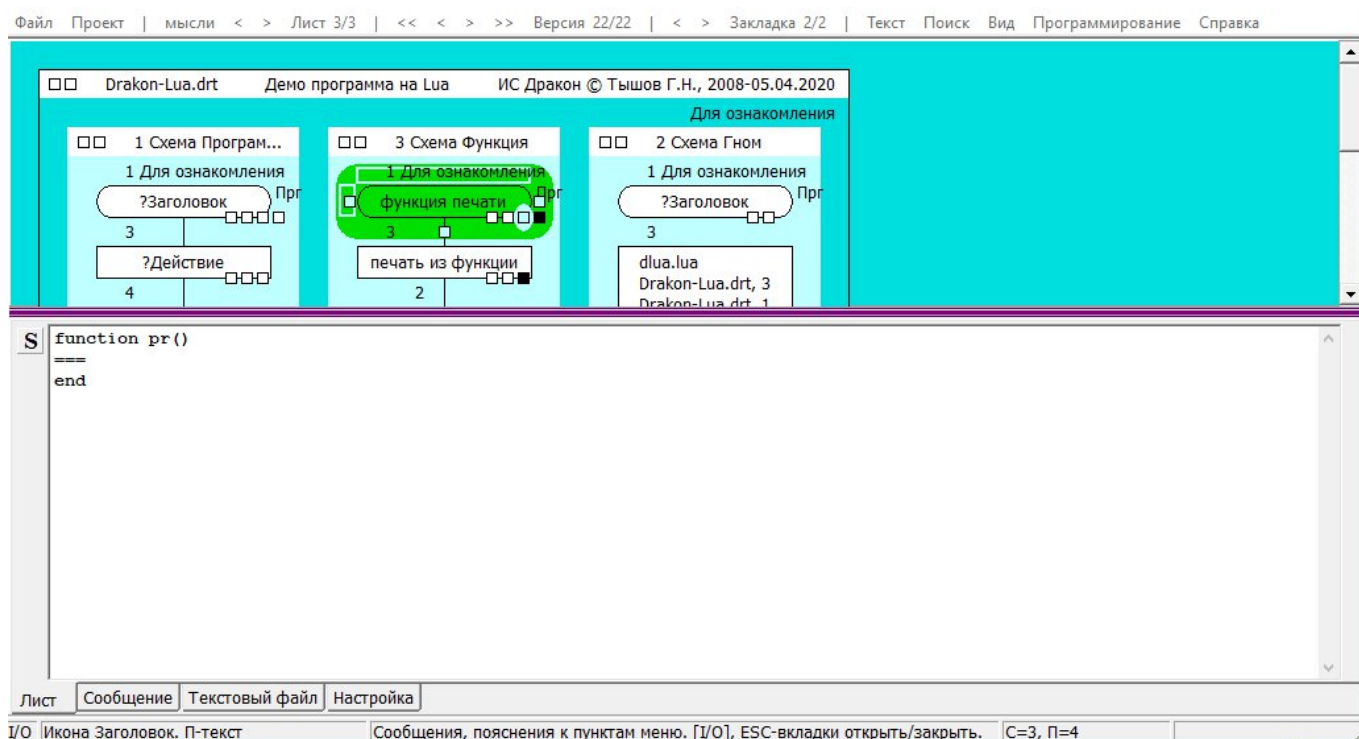 Файл Проект | мысли < > Лист 3/3 | << < > >> Версия 22/22 | < > Закладка 2/2 | Текст Поиск Вид Программирование Справка
Drakon-Lua.drt Демо программа на Lua ИС Дракон © Тышов Г.Н., 2008-05.04.2020
Для ознакомления
1 Схема Програм... 3 Схема Функция 2 Схема Гном
1 Для ознакомления 1 Для ознакомления 1 Для ознакомления
?Заголовок Прг функция печати Прг ?Заголовок Прг
3 3 3
?Действие печать из функции dlua.lua
Drakon-Lua.drt, 3
4 2 Drakon-Lua.drt, 1
S function pr()
===
end
Лист Сообщение Текстовый файл Настройка
I/O Икона Заголовок. П-текст Сообщения, пояснения к пунктам меню. [I/O], ESC-вкладки открыть/закрыть. С=3, П=4